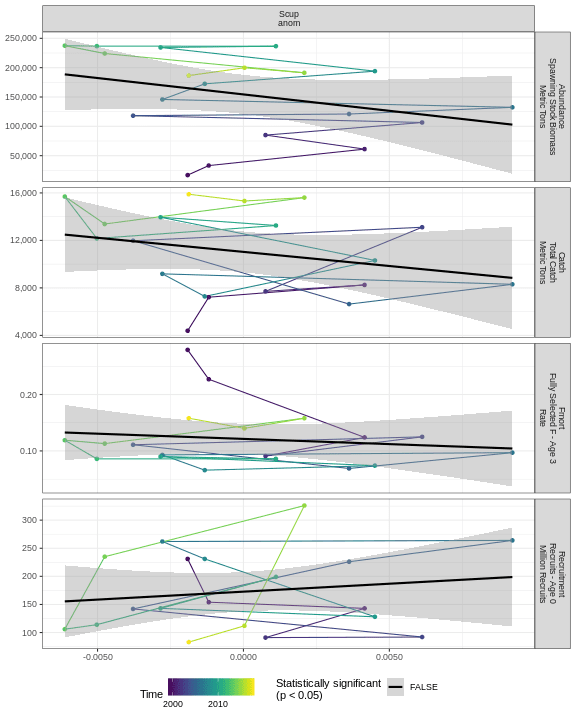 Scup
anom
250,000
200,000
150,000
100,000
50,000
Abundance
Spawning Stock Biomass
Metric Tons
16,000
12,000
8,000
4,000
Catch
Total Catch
Metric Tons
0.20
0.10
Fmort
Fully Selected F - Age 3
Rate
300
250
200
150
100
Recruitment
Recruits - Age 0
Million Recruits
-0.0050
0.0000
0.0050
Time
2000
2010
Statistically significant
(p < 0.05)
FALSE